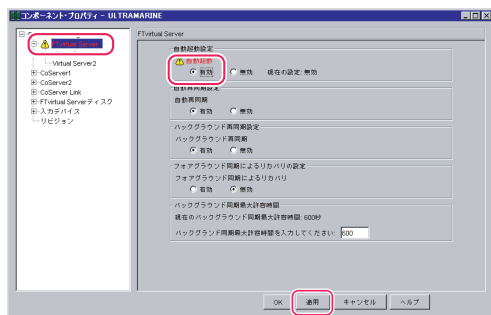 コンポーネント・プロパティ - ULTRAMARINE
FTvirtual Server
FTvirtual Server
Virtual Server2
CoServer1
CoServer2
CoServer Link
FTvirtual Serverディスク
入力デバイス
リビジョン
自動起動設定
自動起動
有効 無効 現在の設定: 無効
自動再同期設定
自動再同期
有効 無効
バックグラウンド再同期設定
バックグラウンド再同期
有効 無効
フォアグラウンド同期によるリカバリの設定
フォアグラウンド同期によるリカバリ
有効 無効
バックグラウンド同期最大許容時間
現在のバックグラウンド同期最大許容時間: 600秒
バックグランド同期最大許容時間を入力してください: 600
OK 適用 キャンセル ヘルプ